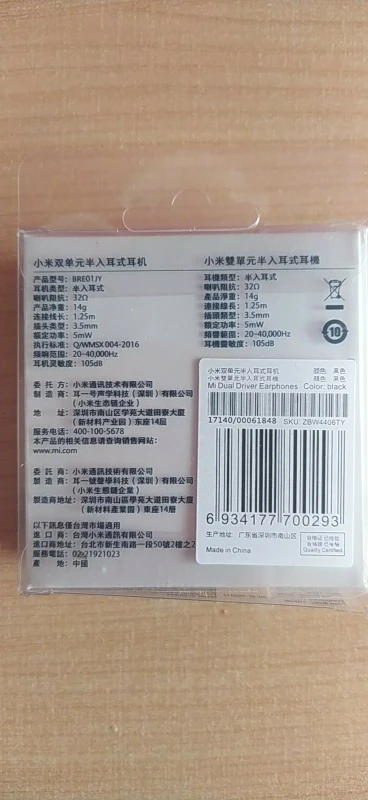 小米双单元半入耳式耳机
产品型号: BRE01JY
耳机类型: 半入耳式
喇叭阻抗: 32Ω
产品净重: 14g
连接线长: 1.25m
插头类型: 3.5mm
额定功率: 5mW
执行标准: Q/WMSX 004-2016
频响范围: 20-40,000Hz
耳机灵敏度: 105dB
委 托 方: 小米通讯技术有限公司
制 造 商: 耳一号声学科技（深圳）有限公司
（小米生态链企业）
地 址: 深圳市南山区学苑大道田寮大厦
（新材料产业园）东座14层
服务电话: 400-100-5678
本产品的相关信息请查询销售网站:
www.mi.com
委 託 商: 小米通訊技術有限公司
製 造 商: 耳一號聲學科技（深圳）有限公司
（小米生態鏈企業）
製造商地址: 深圳市南山區學苑大道田寮大廈
（新材料產業園）東座14層
以下訊息僅台灣市場適用
進 口 商: 台灣小米通訊有限公司
進口商地址: 台北市新生南路一段50號2樓之2
服務電話: 02-21921023
產 地: 中國
小米雙單元半入耳式耳機
耳機類型: 半入耳式
喇叭阻抗: 32Ω
產品淨重: 14g
連接線長: 1.25m
插頭類型: 3.5mm
額定功率: 5mW
頻響範圍: 20-40,000Hz
耳機靈敏度: 105dB
10
小米双单元半入耳式耳机 颜色: 黑色
小米雙單元半入耳式耳機 顏色: 黑色
Mi Dual Driver Earphones Color: black
17140/00061848 SKU: ZBW4406TY
6 934177 700293
生产地址: 广东省深圳市南山区
Made in China
合格证 已检验
合格證 已檢驗
Quality Certified